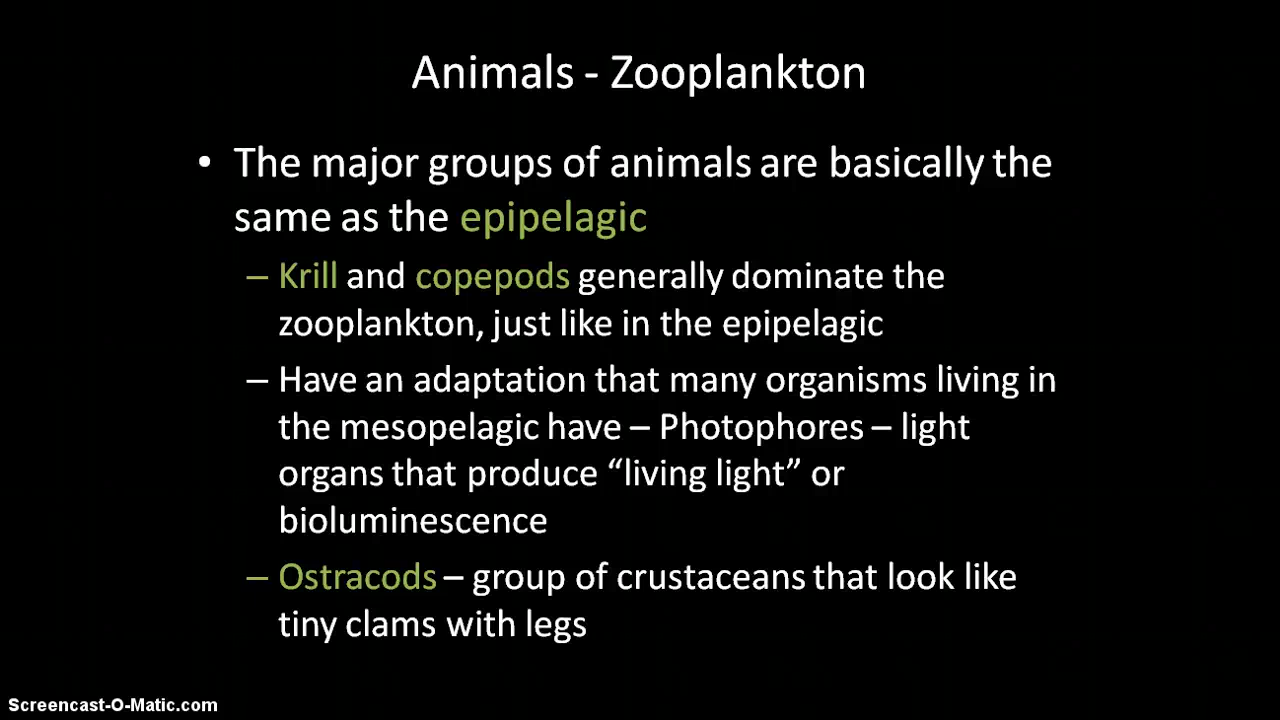 Animals - Zooplankton
• The major groups of animals are basically the
same as the epipelagic
– Krill and copepods generally dominate the
zooplankton, just like in the epipelagic
– Have an adaptation that many organisms living in
the mesopelagic have – Photophores – light
organs that produce “living light” or
bioluminescence
– Ostracods – group of crustaceans that look like
tiny clams with legs
Screencast-O-Matic.com